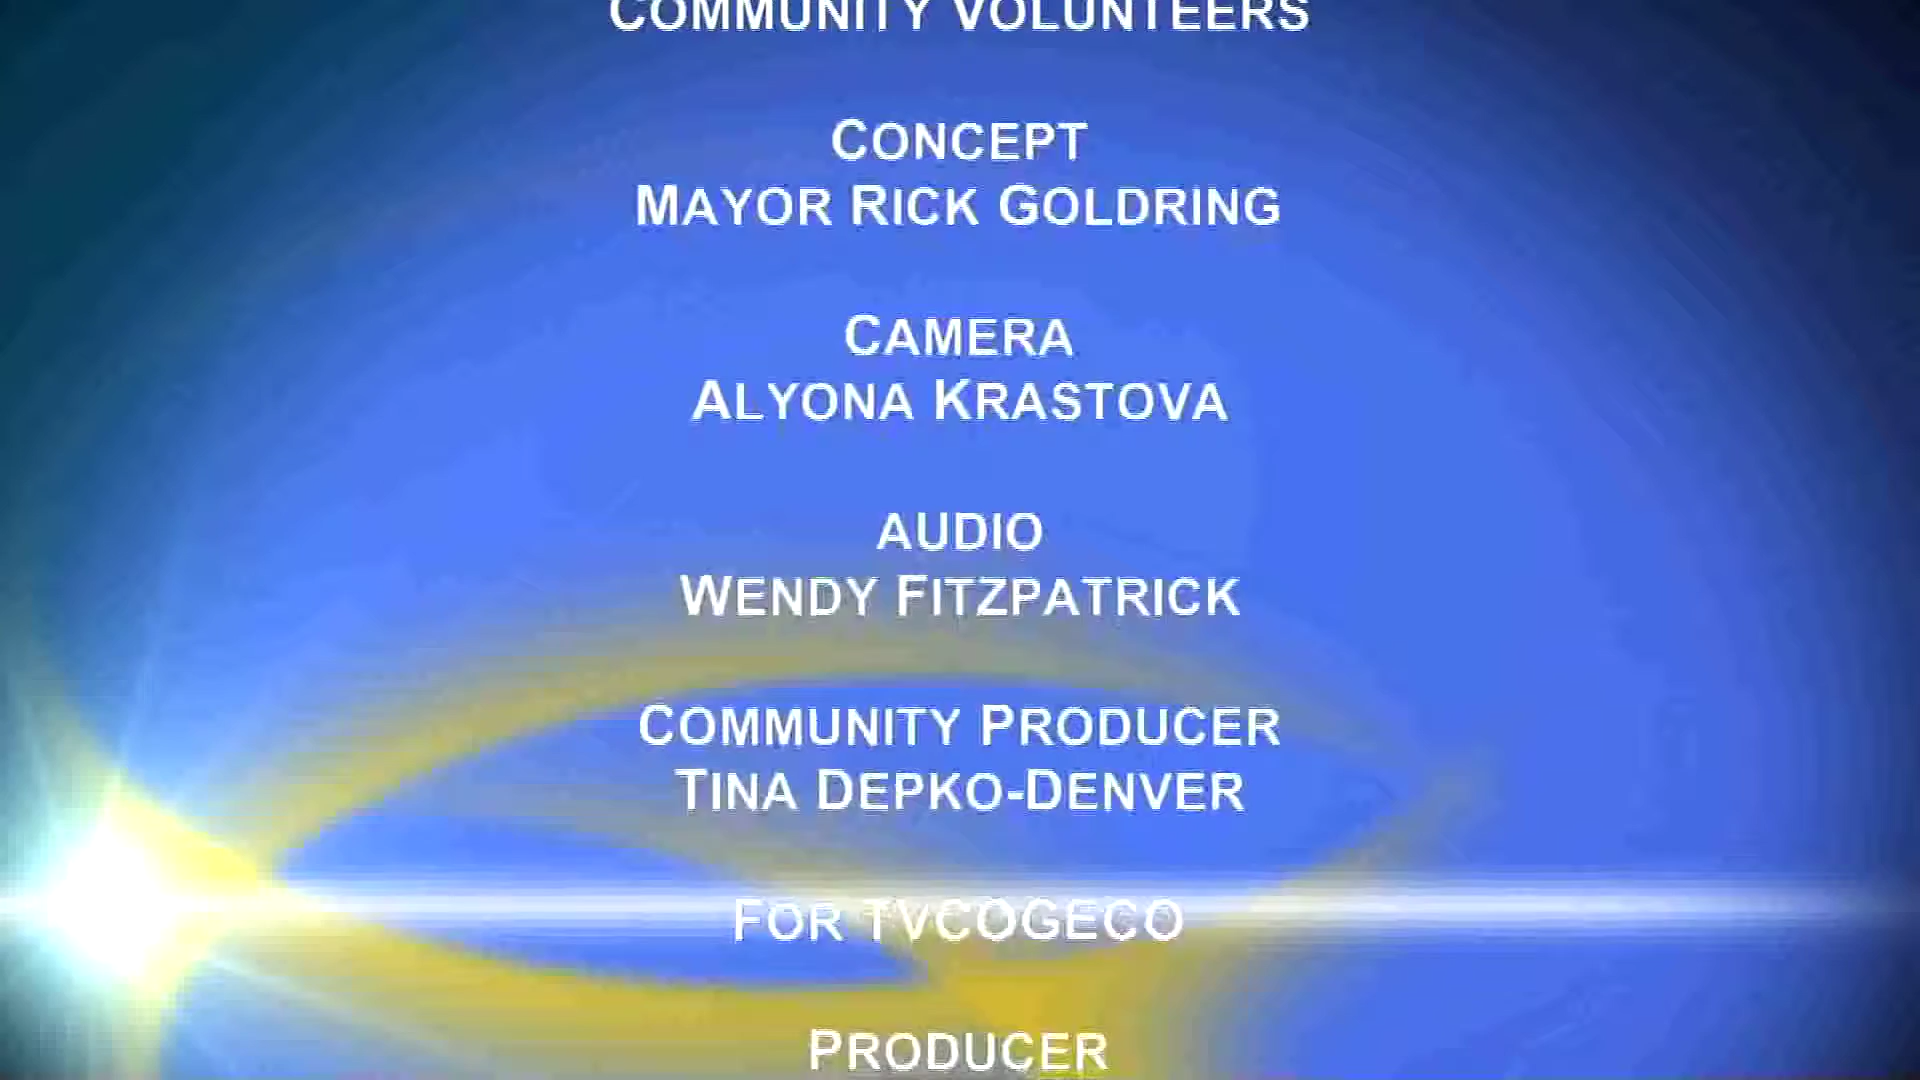 COMMUNITY VOLUNTEERS
CONCEPT
MAYOR RICK GOLDRING
CAMERA
ALYONA KRASTOVA
AUDIO
WENDY FITZPATRICK
COMMUNITY PRODUCER
TINA DEPKO-DENVER
FOR TVCOGECO
PRODUCER